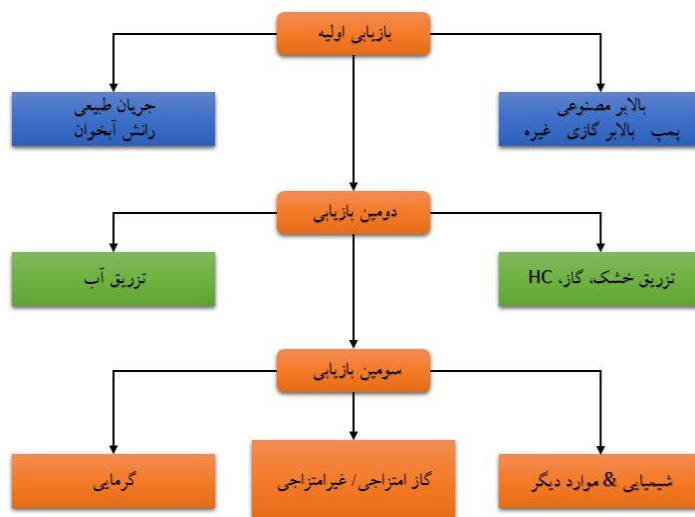 بازیابی اولیه
بالابر مصنوعی
پمپ بالابر گازی غیره
جریان طبیعی
رانش آبخوان
دومین بازیابی
تزریق خشک، گاز، HC
تزریق آب
سومین بازیابی
شیمیایی & موارد دیگر
گاز امتزاجی/ غیرامتزاجی
گرمایی